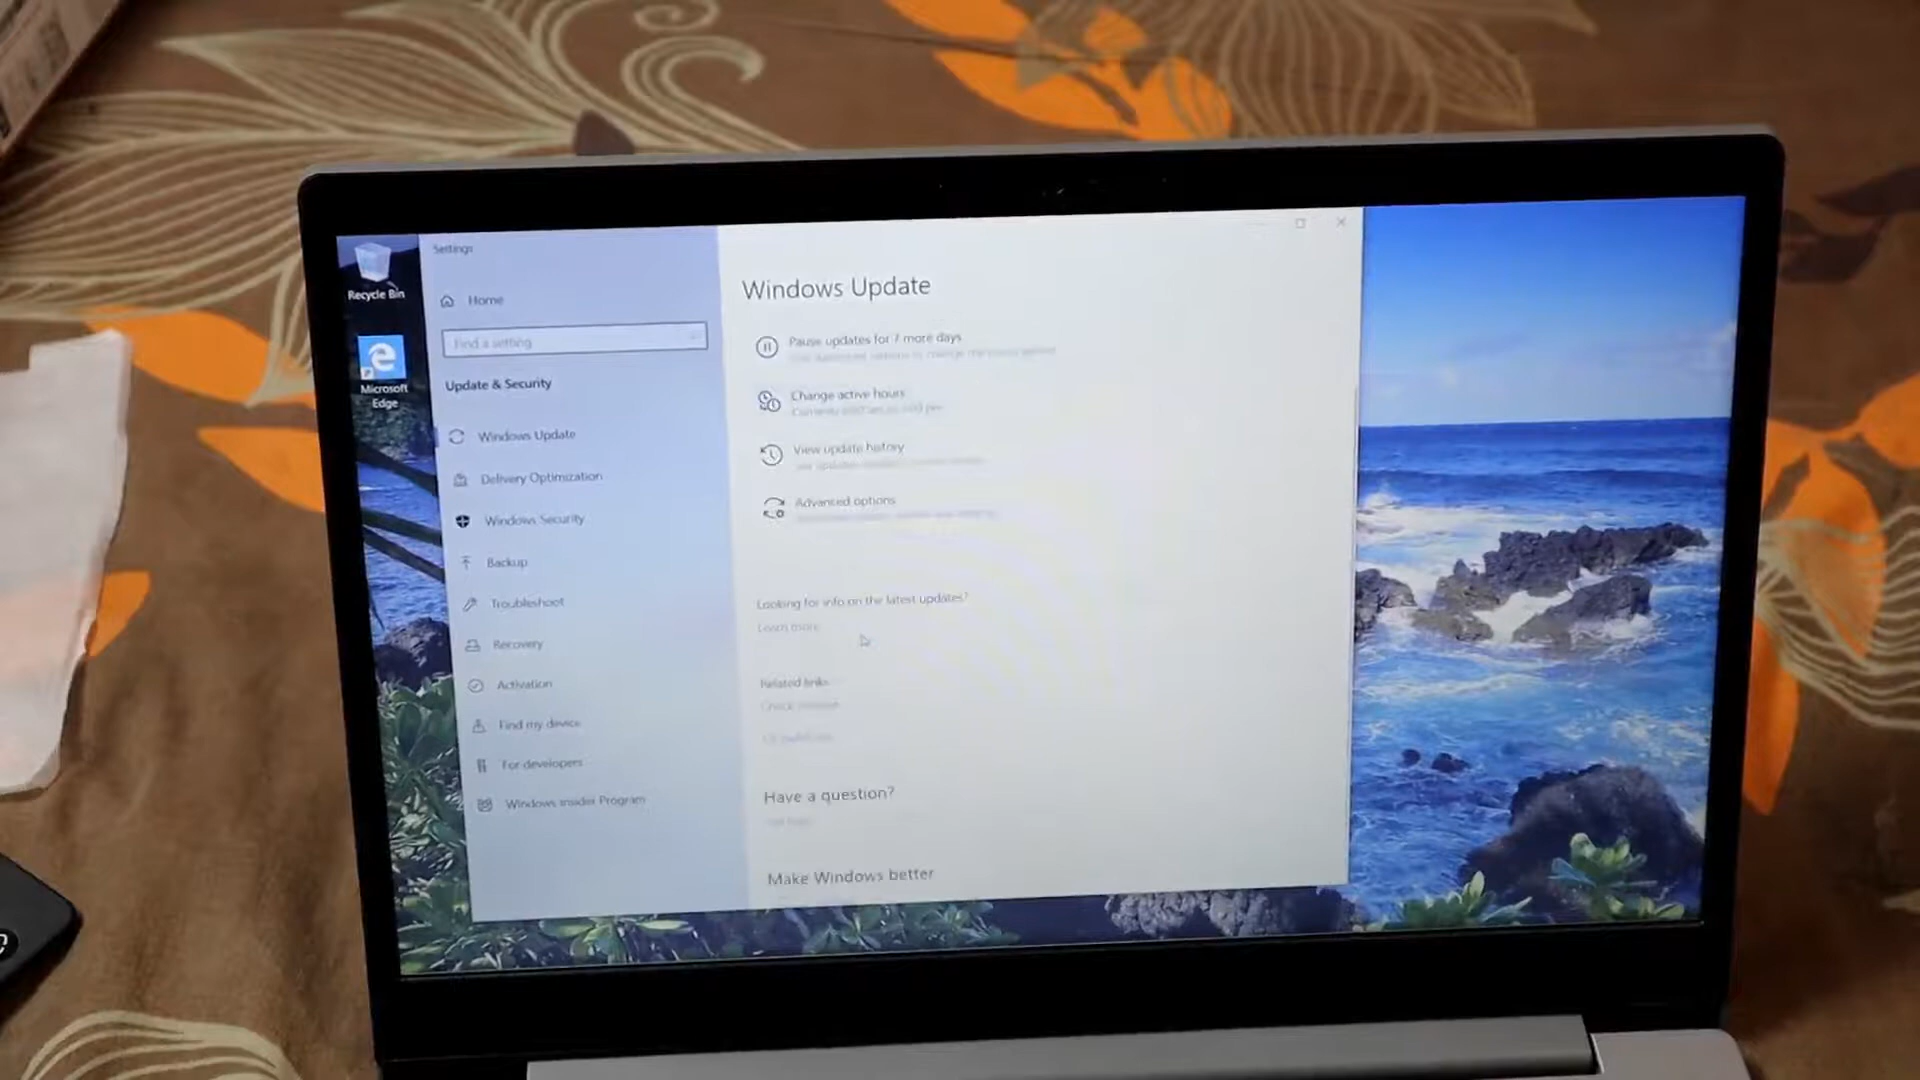 Recycle Bin
Microsoft
Edge
Settings
Home
Find a setting
Update & Security
Windows Update
Delivery Optimization
Windows Security
Backup
Troubleshoot
Recovery
Activation
Find my device
For developers
Windows Insider Program
Windows Update
Pause updates for 7 more days
Change active hours
View update history
Advanced options
Looking for info on the latest updates?
Learn more
Related links
Check
Have a question?
Make Windows better